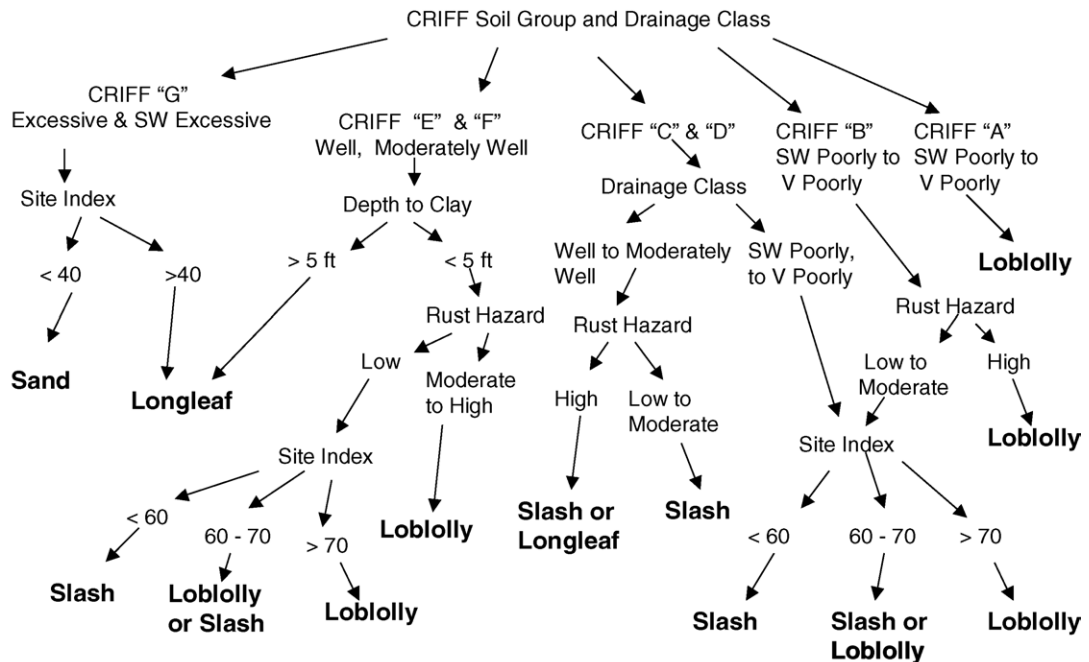 CRIFF Soil Group and Drainage Class
CRIFF “G”
Excessive & SW Excessive
CRIFF “E” & “F”
Well, Moderately Well
CRIFF “C” & “D”
CRIFF “B”
SW Poorly to
V Poorly
CRIFF “A”
SW Poorly to
V Poorly
Site Index
Depth to Clay
Drainage Class
< 40
>40
> 5 ft
< 5 ft
Well to Moderately
Well
SW Poorly,
to V Poorly
Loblolly
Rust Hazard
Rust Hazard
Rust Hazard
Sand
Longleaf
Low
Moderate
to High
High
Low to
Moderate
Low to
Moderate
High
Site Index
Site Index
Loblolly
Loblolly
Slash or
Longleaf
Slash
< 60
60 - 70
> 70
< 60
60 - 70
> 70
Slash
Loblolly
or Slash
Loblolly
Slash
Slash or
Loblolly
Loblolly